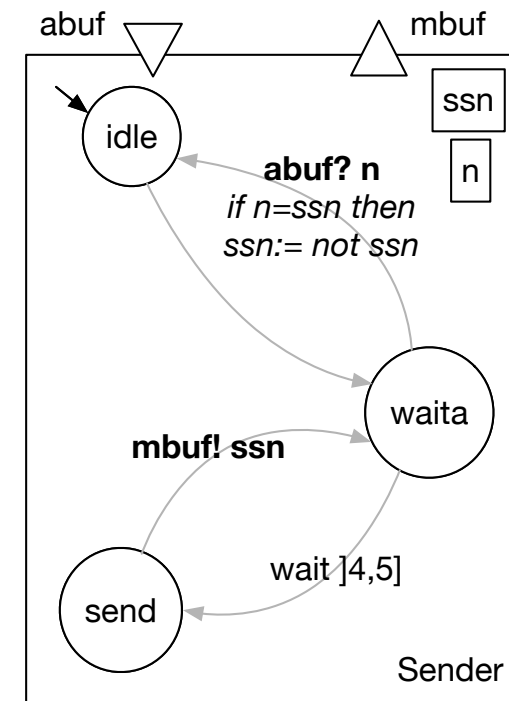 abuf
mbuf
ssn
idle
n
abuf? n
if n=ssn then
ssn:= not ssn
waita
mbuf! ssn
wait ]4,5]
send
Sender